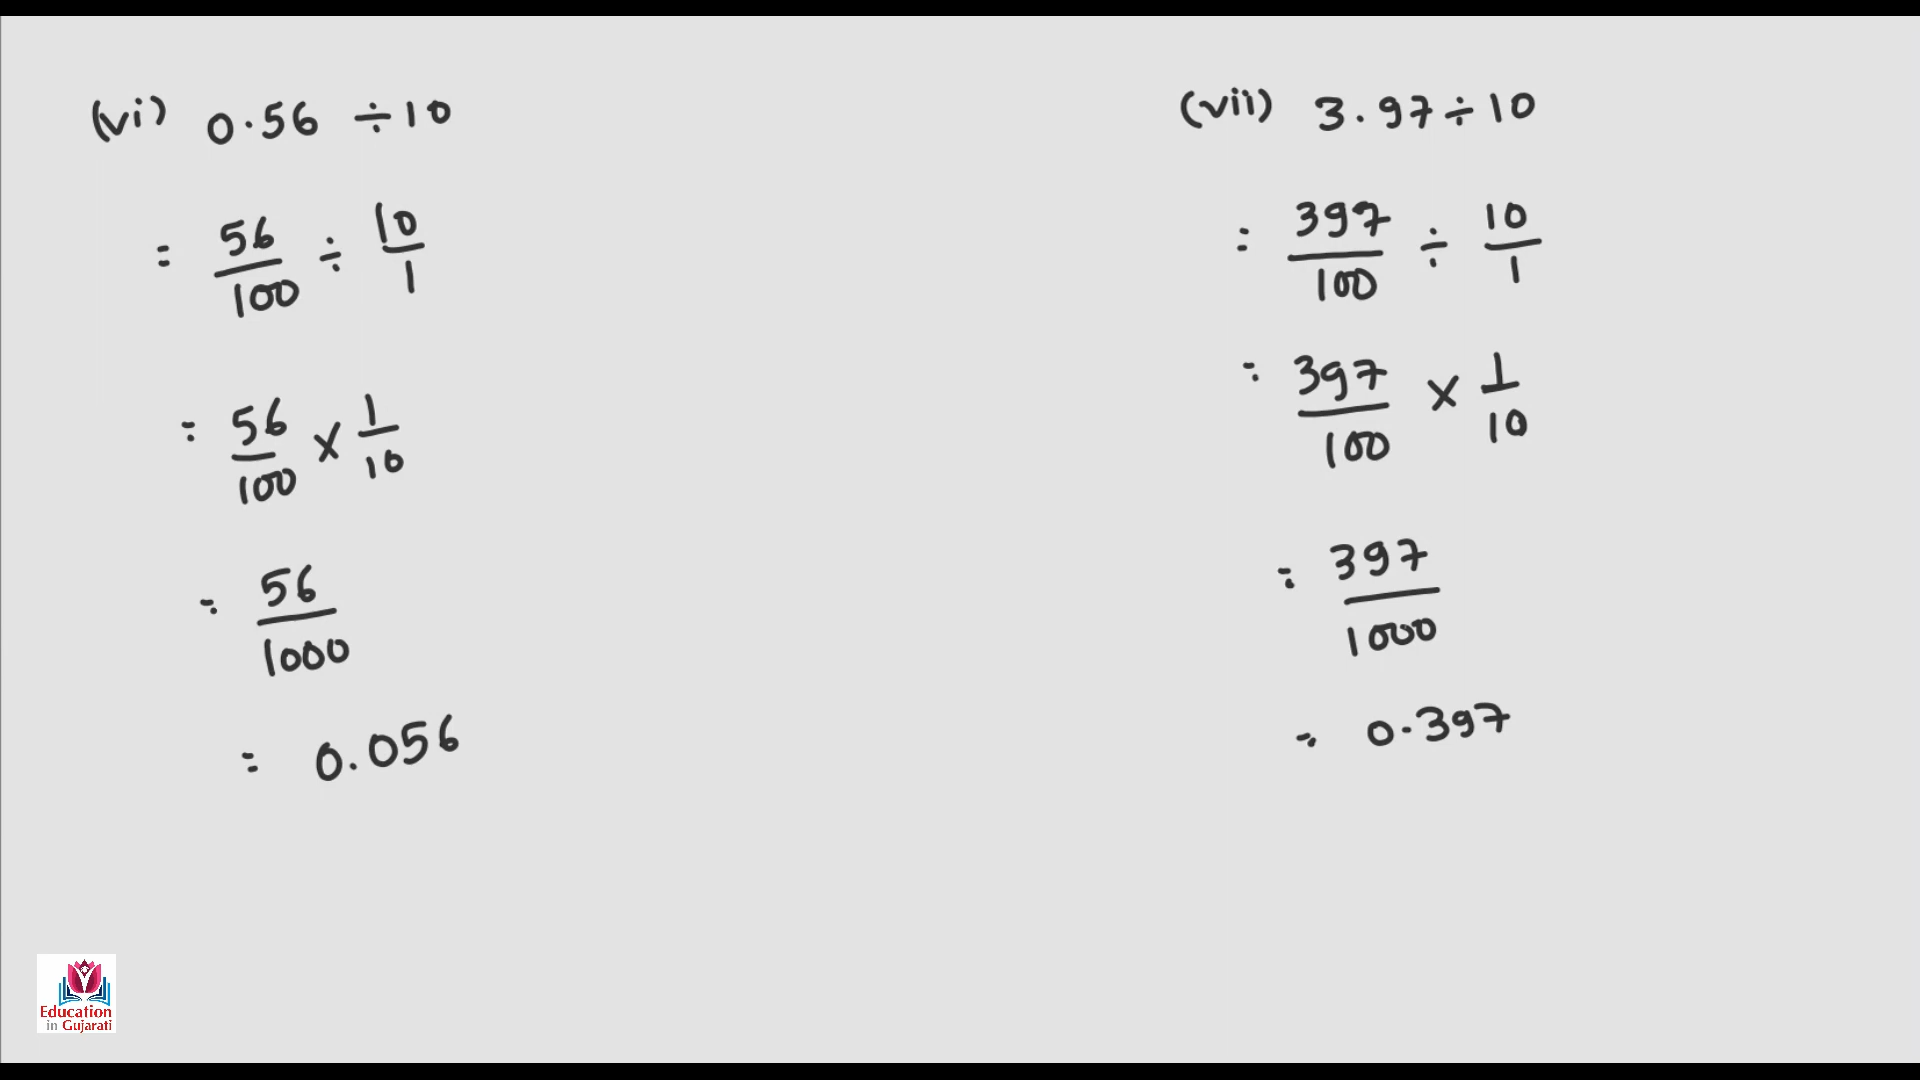 (vi) 0.56 ÷ 10
= 56/100 ÷ 10/1
= 56/100 × 1/10
= 56/1000
= 0.056
(vii) 3.97 ÷ 10
= 397/100 ÷ 10/1
= 397/100 × 1/10
= 397/1000
= 0.397
Education
in Gujarati